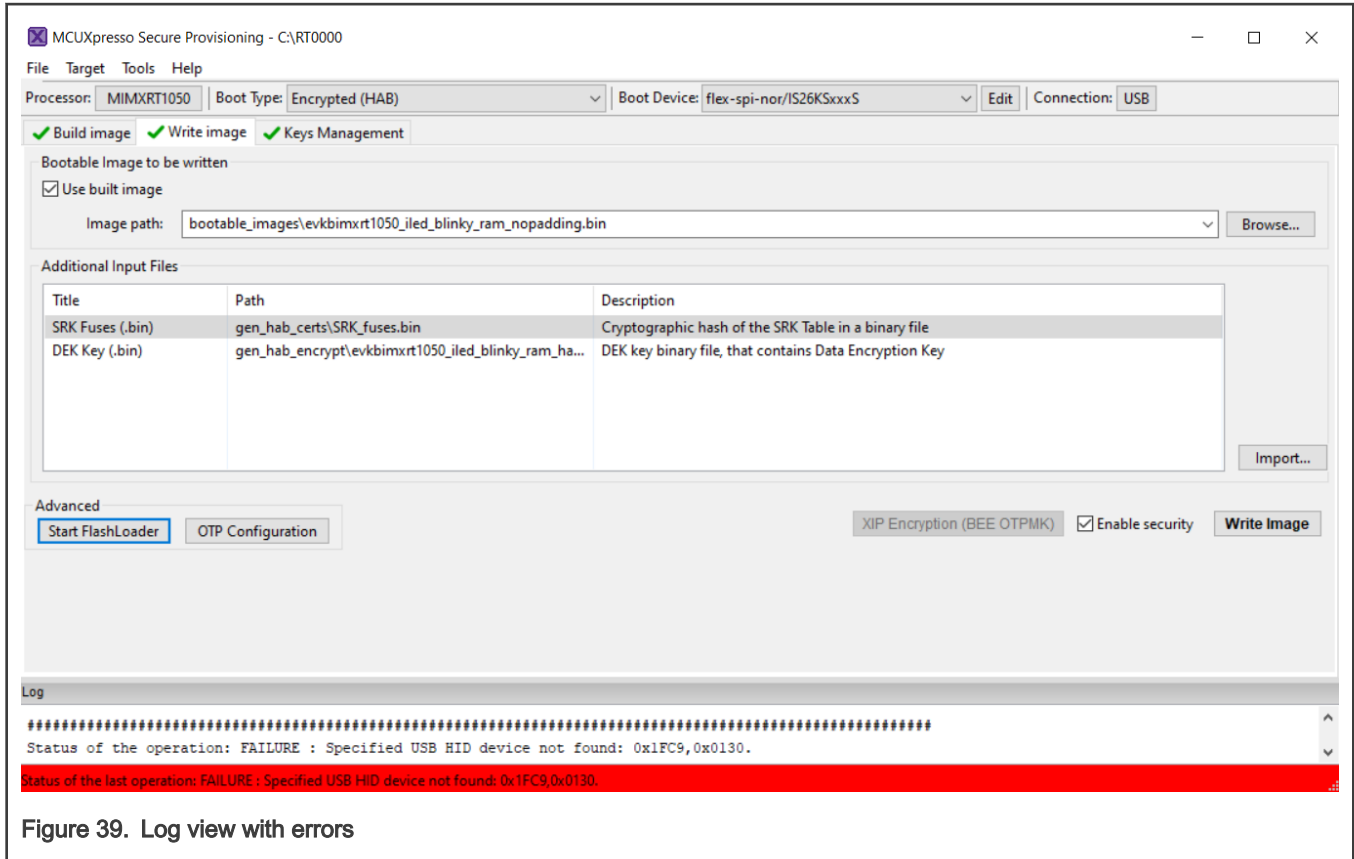 MCUXpresso Secure Provisioning - C:\RT0000
File Target Tools Help
Processor: MIMXRT1050 Boot Type: Encrypted (HAB) Boot Device: flex-spi-nor/IS26KSxxxS Edit Connection: USB
Build image Write image Keys Management
Bootable Image to be written
Use built image
Image path: bootable_images\evkbimxrt1050_iled_blinky_ram_nopadding.bin Browse...
Additional Input Files
Title Path Description
SRK Fuses (.bin) gen_hab_certs\SRK_fuses.bin Cryptographic hash of the SRK Table in a binary file
DEK Key (.bin) gen_hab_encrypt\evkbimxrt1050_iled_blinky_ram_ha... DEK key binary file, that contains Data Encryption Key
Import...
Advanced
Start FlashLoader OTP Configuration XIP Encryption (BEE OTPMK) Enable security Write Image
Log
##########################################################################################################
Status of the operation: FAILURE : Specified USB HID device not found: 0x1FC9,0x0130.
Status of the last operation: FAILURE : Specified USB HID device not found: 0x1FC9,0x0130.
Figure 39. Log view with errors